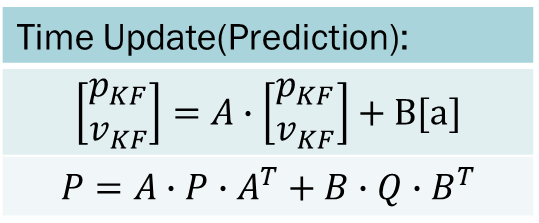 Time Update(Prediction):
[p_KF v_KF] = A · [p_KF v_KF] + B[a]
P = A · P · A^T + B · Q · B^T